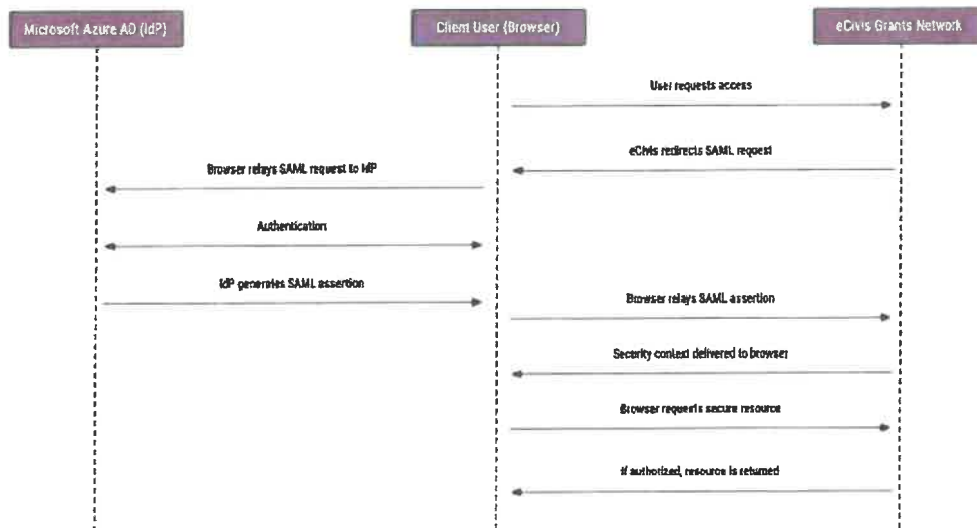 Microsoft Azure AD (IdP)
Client User (Browser)
eCivis Grants Network
User requests access
eCivis redirects SAML request
Browser relays SAML request to IdP
Authentication
IdP generates SAML assertion
Browser relays SAML assertion
Security context delivered to browser
Browser requests secure resource
If authorized, resource is returned